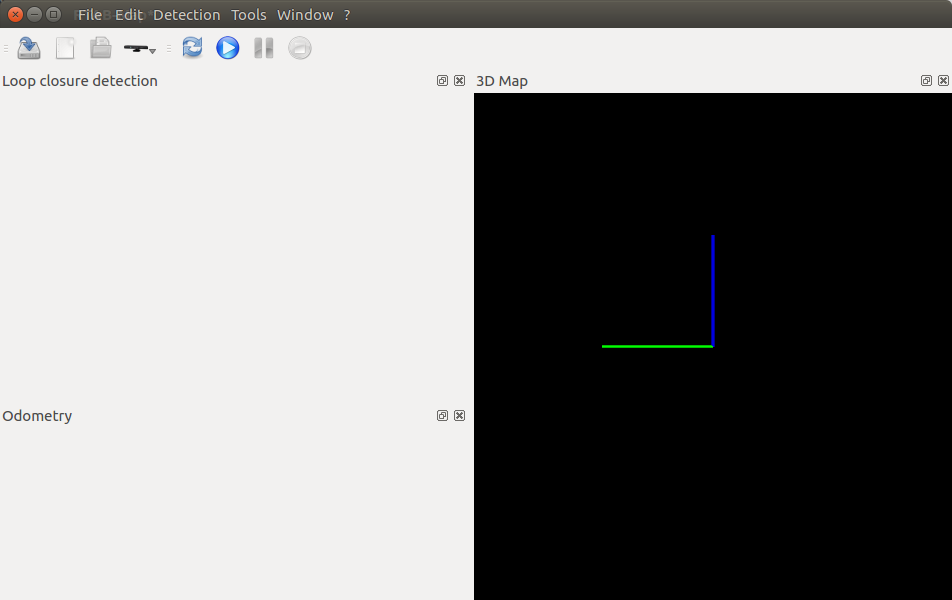 File Edit Detection Tools Window ?
Loop closure detection
3D Map
Odometry